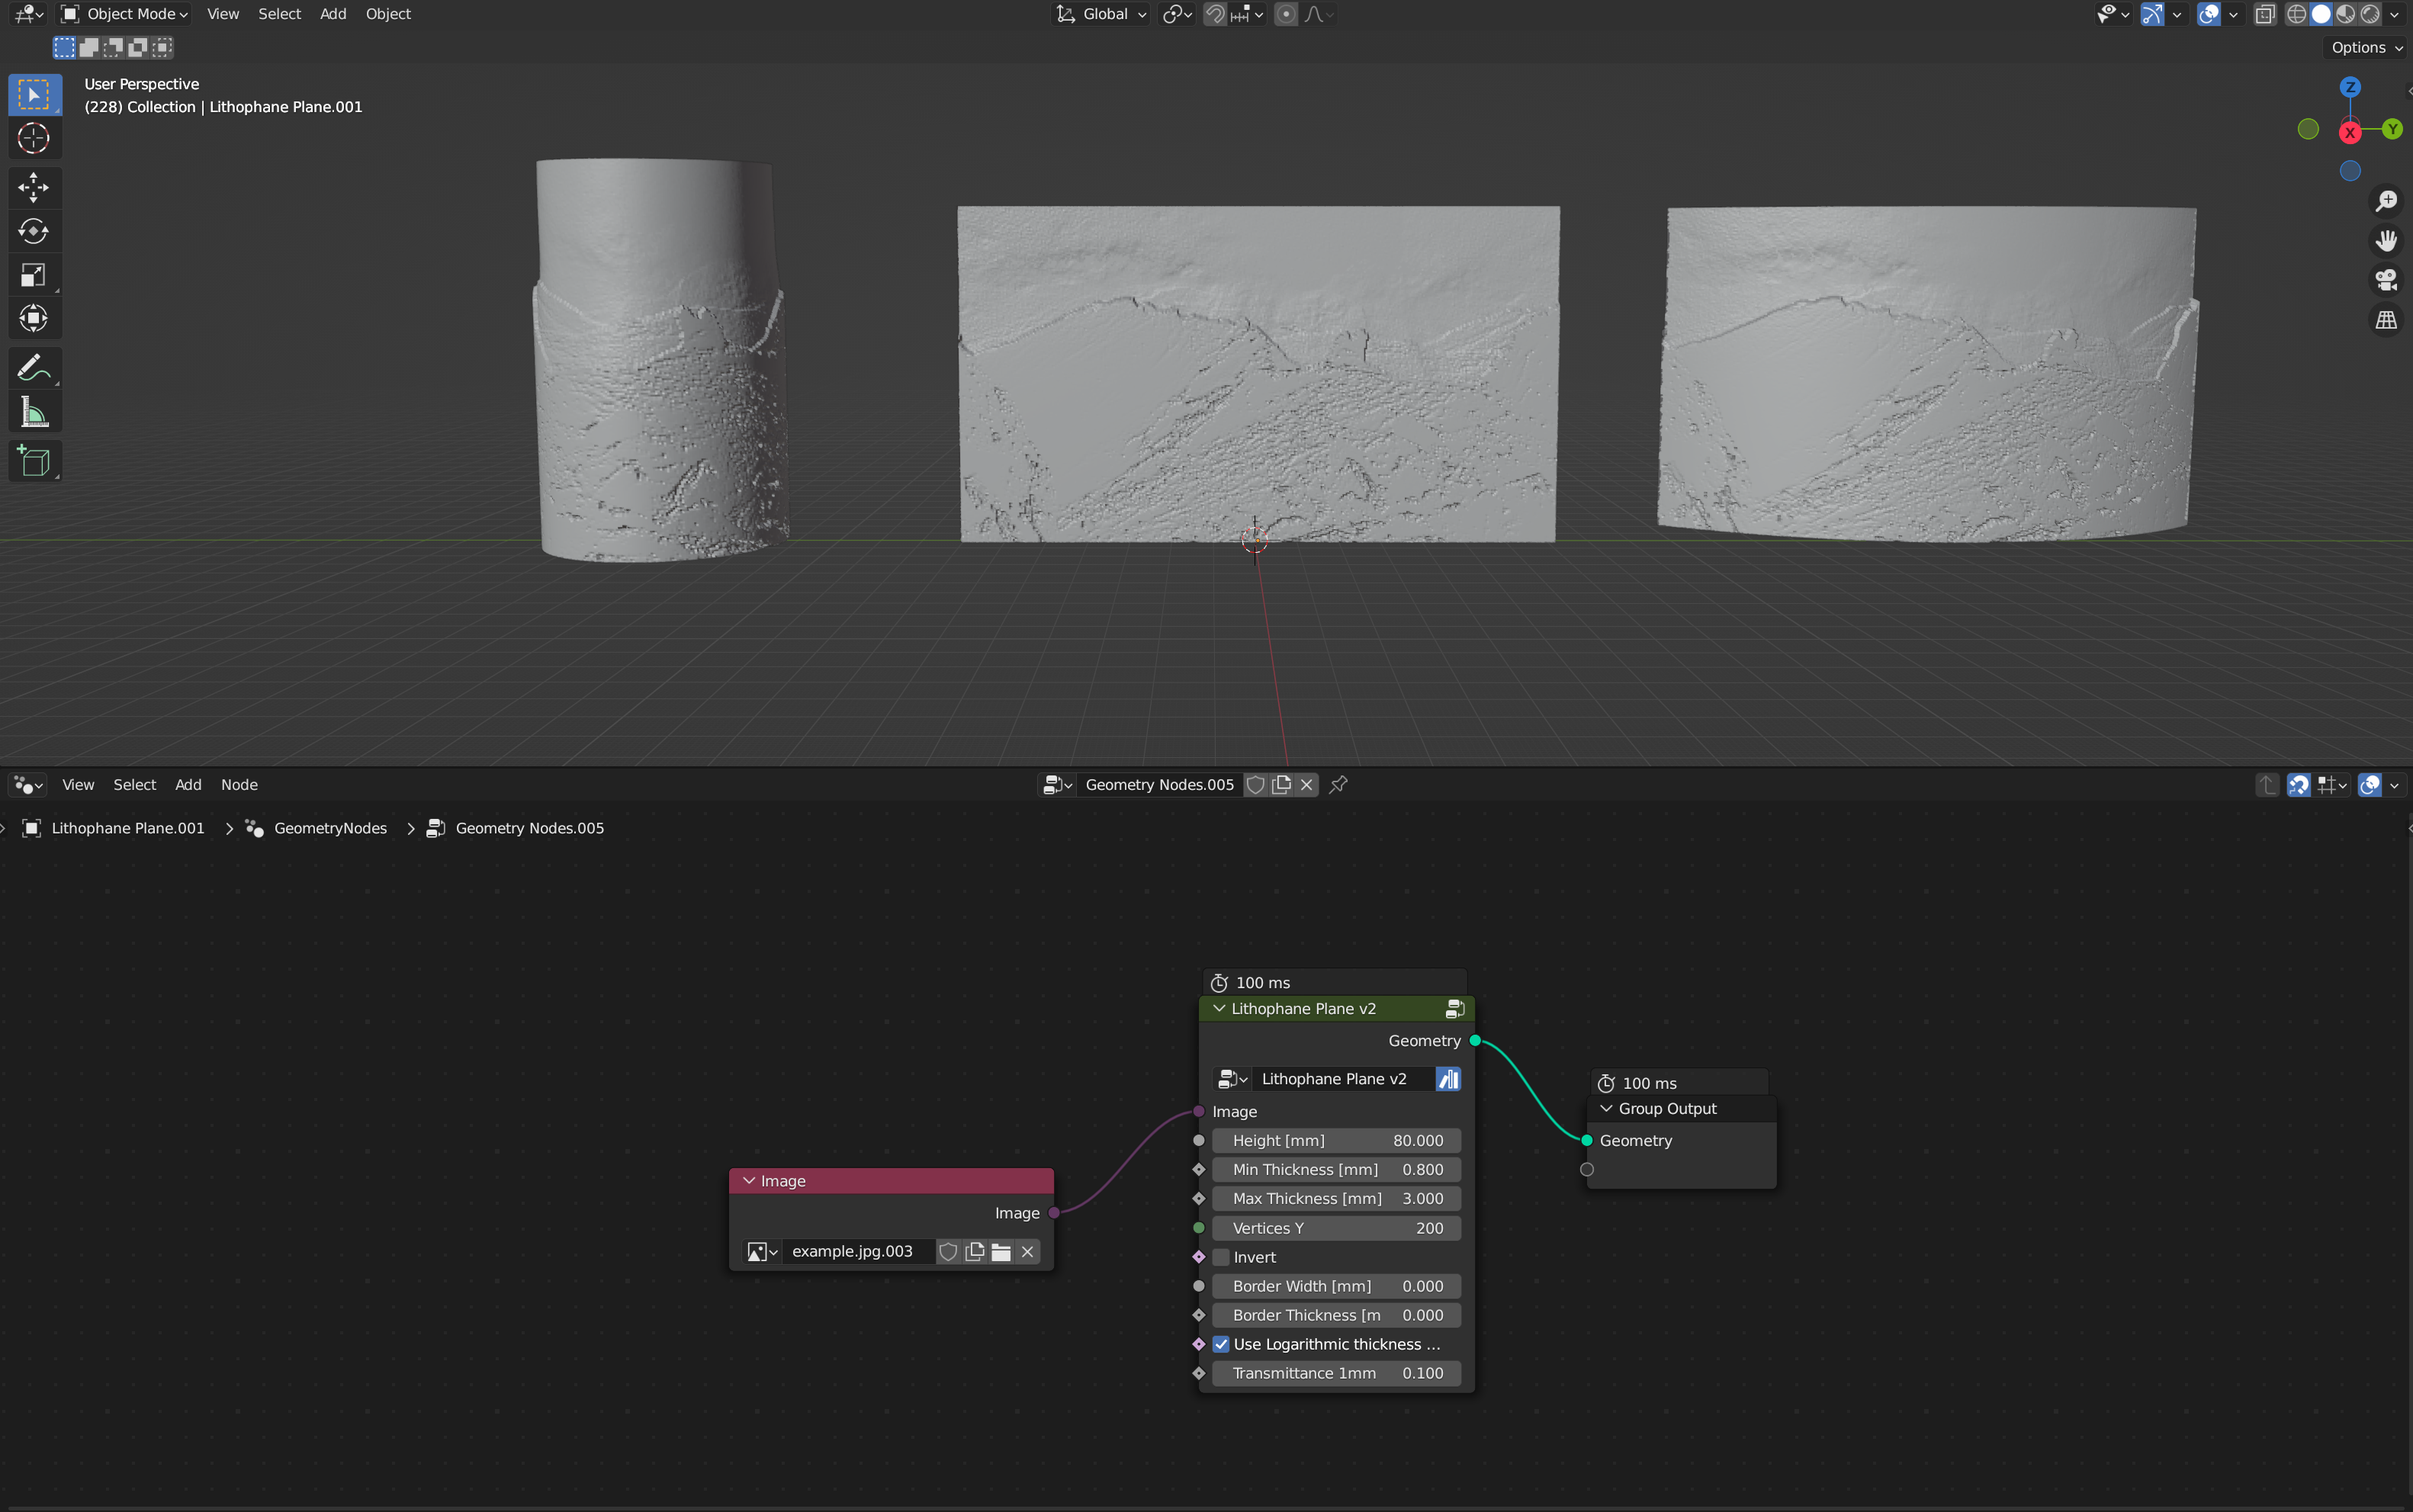 Object Mode View Select Add Object Global
Options
User Perspective
(228) Collection | Lithophane Plane.001
Z
X Y
View Select Add Node Geometry Nodes.005
Lithophane Plane.001 GeometryNodes Geometry Nodes.005
100 ms
Lithophane Plane v2
Geometry
Lithophane Plane v2
Image
Height [mm] 80.000
Min Thickness [mm] 0.800
Max Thickness [mm] 3.000
Vertices Y 200
Invert
Border Width [mm] 0.000
Border Thickness [m 0.000
Use Logarithmic thickness ...
Transmittance 1mm 0.100
Image
Image
example.jpg.003
100 ms
Group Output
Geometry